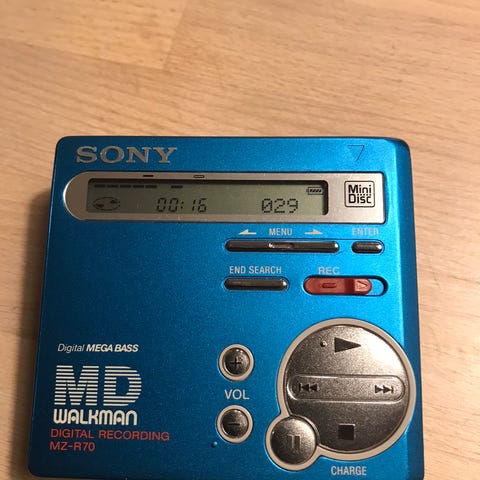 SONY
00:16 029
Mini
Disc
MENU ENTER
END SEARCH REC
Digital MEGA BASS
MD
WALKMAN
VOL
DIGITAL RECORDING
MZ-R70
CHARGE